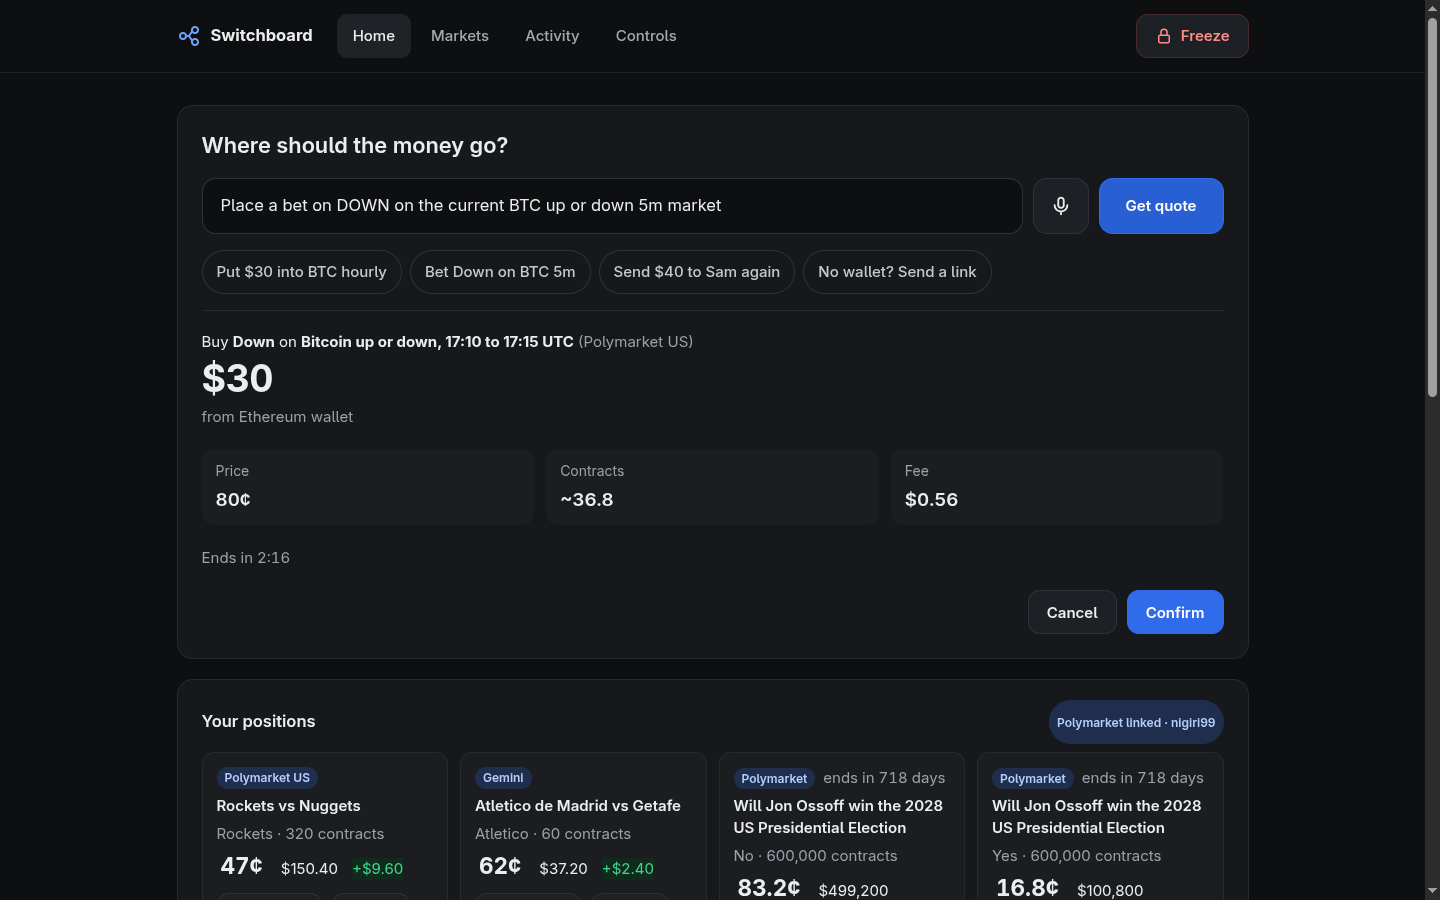 Switchboard
Home
Markets
Activity
Controls
Freeze
Where should the money go?
Place a bet on DOWN on the current BTC up or down 5m market
Get quote
Put $30 into BTC hourly
Bet Down on BTC 5m
Send $40 to Sam again
No wallet? Send a link
Buy Down on Bitcoin up or down, 17:10 to 17:15 UTC (Polymarket US)
$30
from Ethereum wallet
Price
80¢
Contracts
~36.8
Fee
$0.56
Ends in 2:16
Cancel
Confirm
Your positions
Polymarket linked · nigiri99
Polymarket US
Rockets vs Nuggets
Rockets · 320 contracts
47¢ $150.40 +$9.60
Gemini
Atletico de Madrid vs Getafe
Atletico · 60 contracts
62¢ $37.20 +$2.40
Polymarket ends in 718 days
Will Jon Ossoff win the 2028
US Presidential Election
No · 600,000 contracts
83.2¢ $499,200
Polymarket ends in 718 days
Will Jon Ossoff win the 2028
US Presidential Election
Yes · 600,000 contracts
16.8¢ $100,800